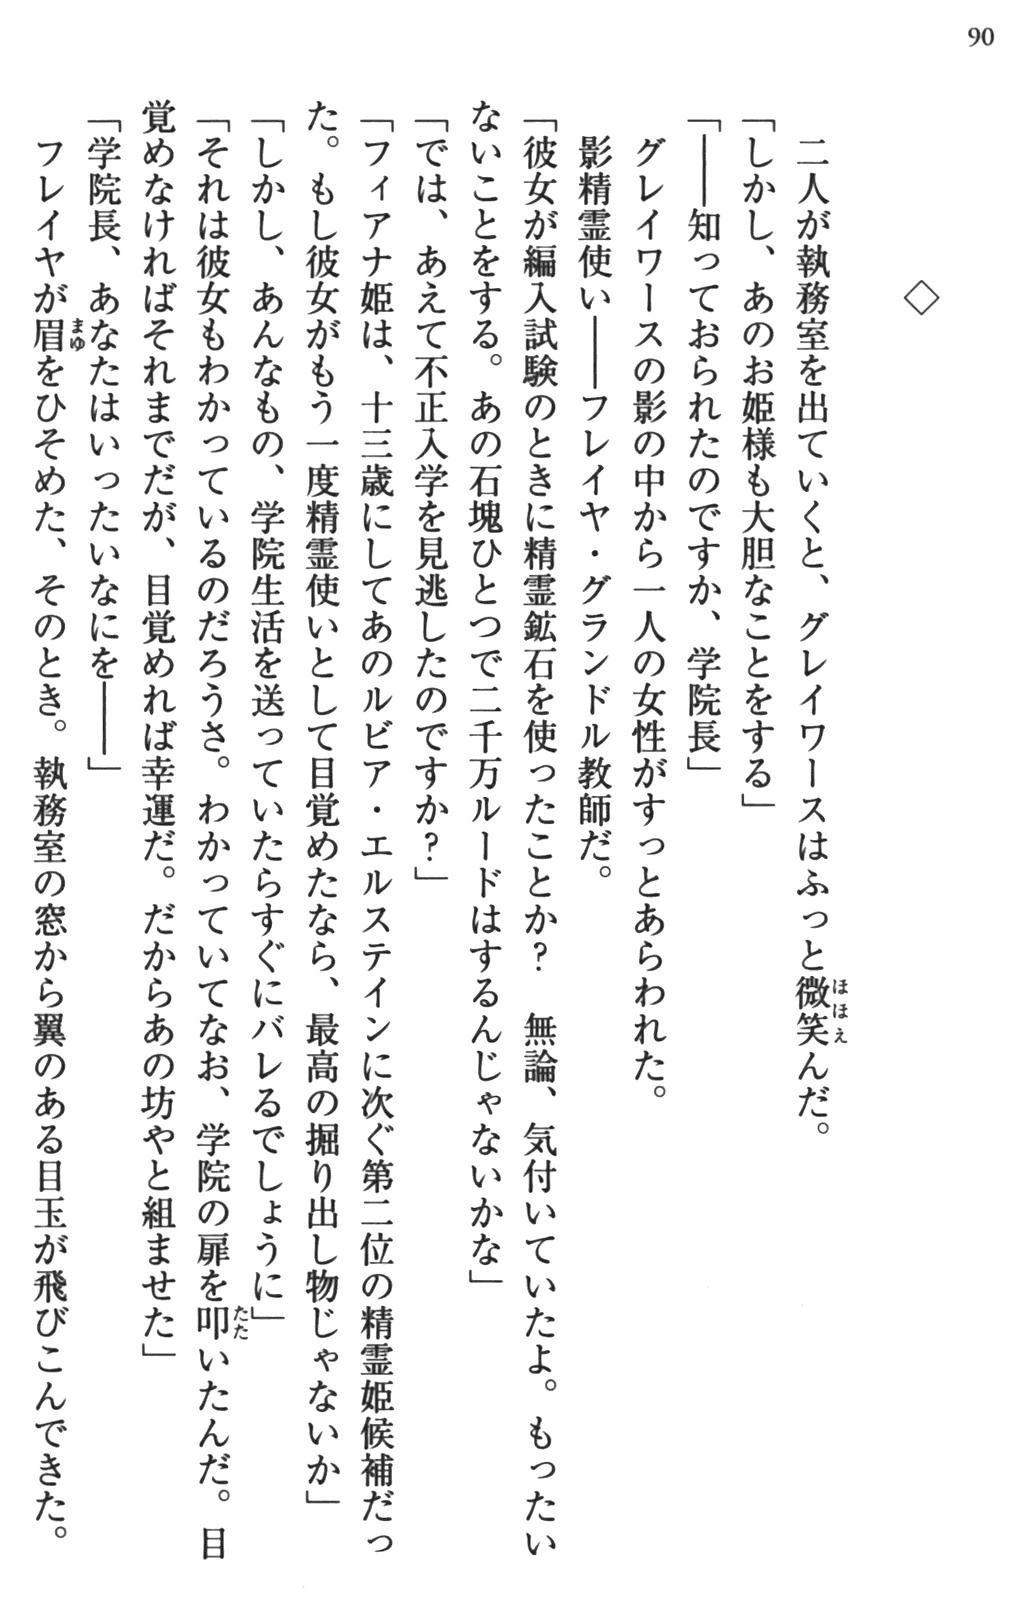 90
◇
二人が執務室を出ていくと、グレイワースはふっと微笑んだ。
「しかし、あのお姫様も大胆なことをする」
「――知っておられたのですか、学院長」
グレイワースの影の中から一人の女性がすっとあらわれた。
影精霊使い――フレイヤ・グランドル教師だ。
「彼女が編入試験のときに精霊鉱石を使ったことか？　無論、気付いていたよ。もったい
ないことをする。あの石塊ひとつで二千万ルードはするんじゃないかな」
「では、あえて不正入学を見逃したのですか？」
「フィアナ姫は、十三歳にしてあのルビア・エルステインに次ぐ第二位の精霊姫候補だっ
た。もし彼女がもう一度精霊使いとして目覚めたなら、最高の掘り出し物じゃないか」
「しかし、あんなもの、学院生活を送っていたらすぐにバレるでしょうに」
「それは彼女もわかっているのだろうさ。わかっていてなお、学院の扉を叩いたんだ。目
覚めなければそれまでだが、目覚めれば幸運だ。だからあの坊やと組ませた」
「学院長、あなたはいったいなにを――」
フレイヤが眉をひそめた、そのとき。執務室の窓から翼のある目玉が飛びこんできた。
ほほえ
たた
まゆ